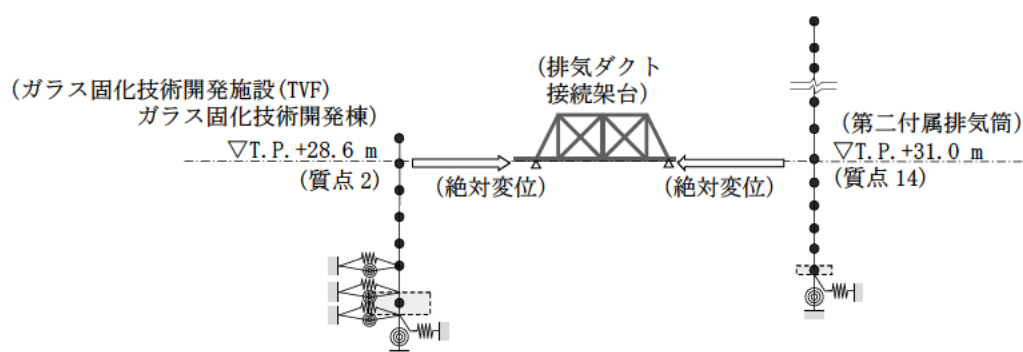 (排気ダクト
接続架台)
(ガラス固化技術開発施設(TVF)
ガラス固化技術開発棟)
▽T.P.+28.6 m
(質点 2)
(絶対変位)
(絶対変位)
(第二付属排気筒)
▽T.P.+31.0 m
(質点 14)